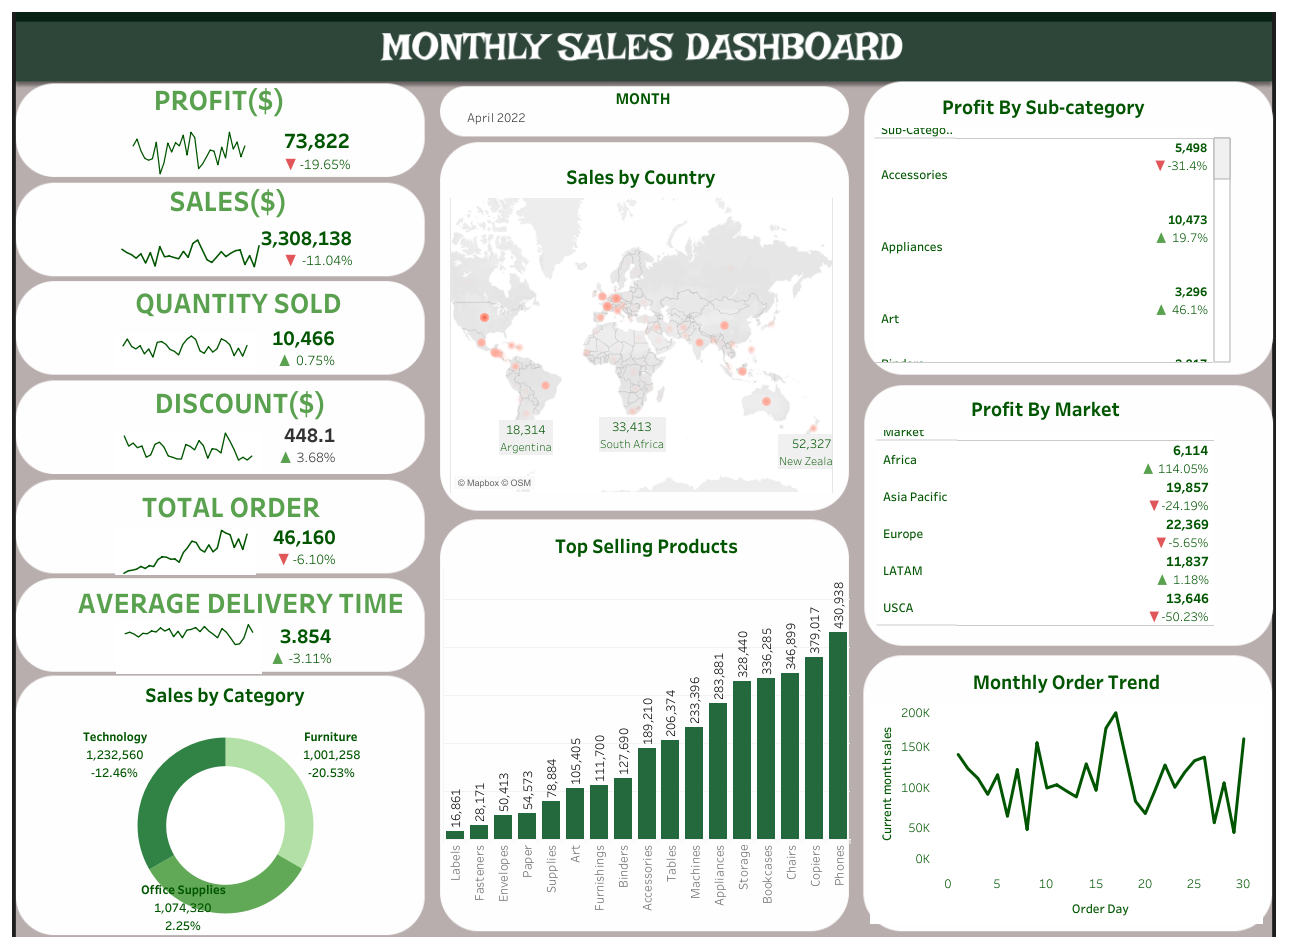 MONTHLY SALES DASHBOARD
PROFIT($)
73,822
▼ -19.65%
SALES($)
3,308,138
▼ -11.04%
QUANTITY SOLD
10,466
▲ 0.75%
DISCOUNT($)
448.1
▲ 3.68%
TOTAL ORDER
46,160
▼ -6.10%
AVERAGE DELIVERY TIME
3.854
▲ -3.11%
Sales by Category
Technology
1,232,560
-12.46%
Furniture
1,001,258
-20.53%
Office Supplies
1,074,320
2.25%
MONTH
April 2022
Sales by Country
18,314
Argentina
33,413
South Africa
52,327
New Zeala
© Mapbox © OSM
Top Selling Products
16,861
28,171
50,413
54,573
78,884
105,405
111,700
127,690
189,210
206,374
233,396
283,881
328,440
336,285
346,899
379,017
430,938
Labels
Fasteners
Envelopes
Paper
Supplies
Art
Furnishings
Binders
Accessories
Tables
Machines
Appliances
Storage
Bookcases
Chairs
Copiers
Phones
Profit By Sub-category
Sub-Catego..
Accessories
5,498
▼ -31.4%
Appliances
10,473
▲ 19.7%
Art
3,296
▲ 46.1%
Binders
Profit By Market
Market
Africa
6,114
▲ 114.05%
Asia Pacific
19,857
▼ -24.19%
Europe
22,369
▼ -5.65%
LATAM
11,837
▲ 1.18%
USCA
13,646
▼ -50.23%
Monthly Order Trend
Current month sales
200K
150K
100K
50K
0K
0 5 10 15 20 25 30
Order Day